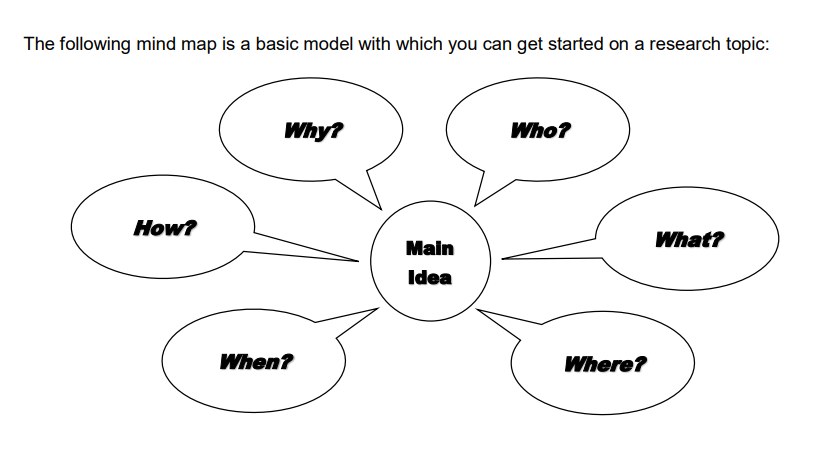 The following mind map is a basic model with which you can get started on a research topic:
Why?
Who?
How?
What?
Main
Idea
When?
Where?